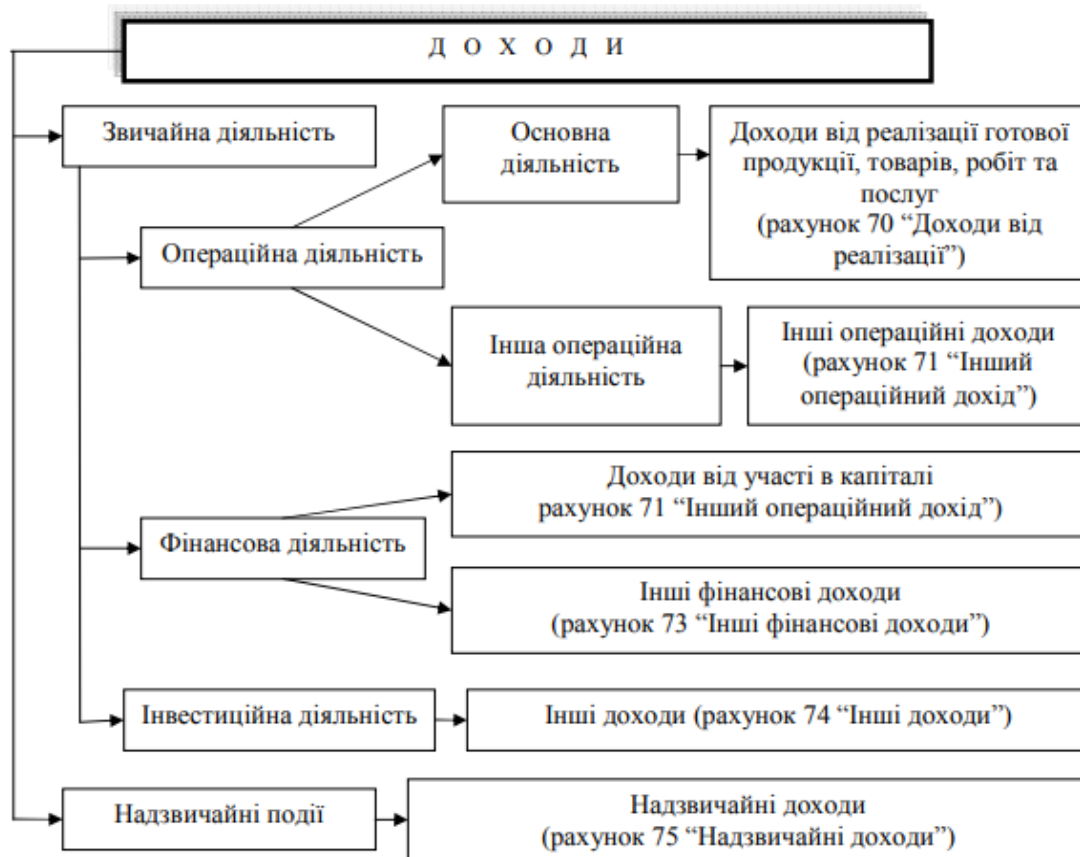 Д О Х О Д И
Звичайна діяльність
Основна
діяльність
Доходи від реалізації готової
продукції, товарів, робіт та
послуг
(рахунок 70 “Доходи від
реалізації”)
Операційна діяльність
Інша операційна
діяльність
Інші операційні доходи
(рахунок 71 “Інший
операційний дохід”)
Доходи від участі в капіталі
рахунок 71 “Інший операційний дохід”)
Фінансова діяльність
Інші фінансові доходи
(рахунок 73 “Інші фінансові доходи”)
Інвестиційна діяльність
Інші доходи (рахунок 74 “Інші доходи”)
Надзвичайні події
Надзвичайні доходи
(рахунок 75 “Надзвичайні доходи”)